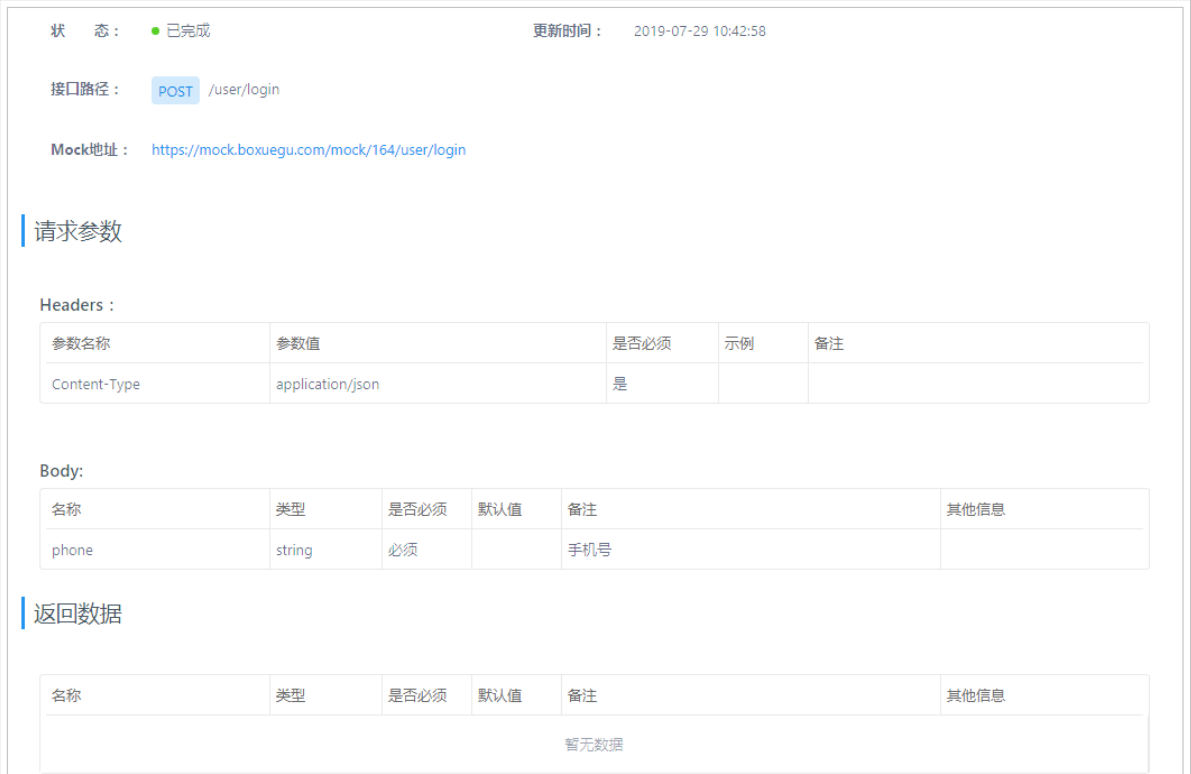 状 态： 已完成 更新时间： 2019-07-29 10:42:58
接口路径： POST /user/login
Mock地址： https://mock.boxuegu.com/mock/164/user/login
请求参数
Headers：
参数名称 参数值 是否必须 示例 备注
Content-Type application/json 是
Body:
名称 类型 是否必须 默认值 备注 其他信息
phone string 必须 手机号
返回数据
名称 类型 是否必须 默认值 备注 其他信息
暂无数据